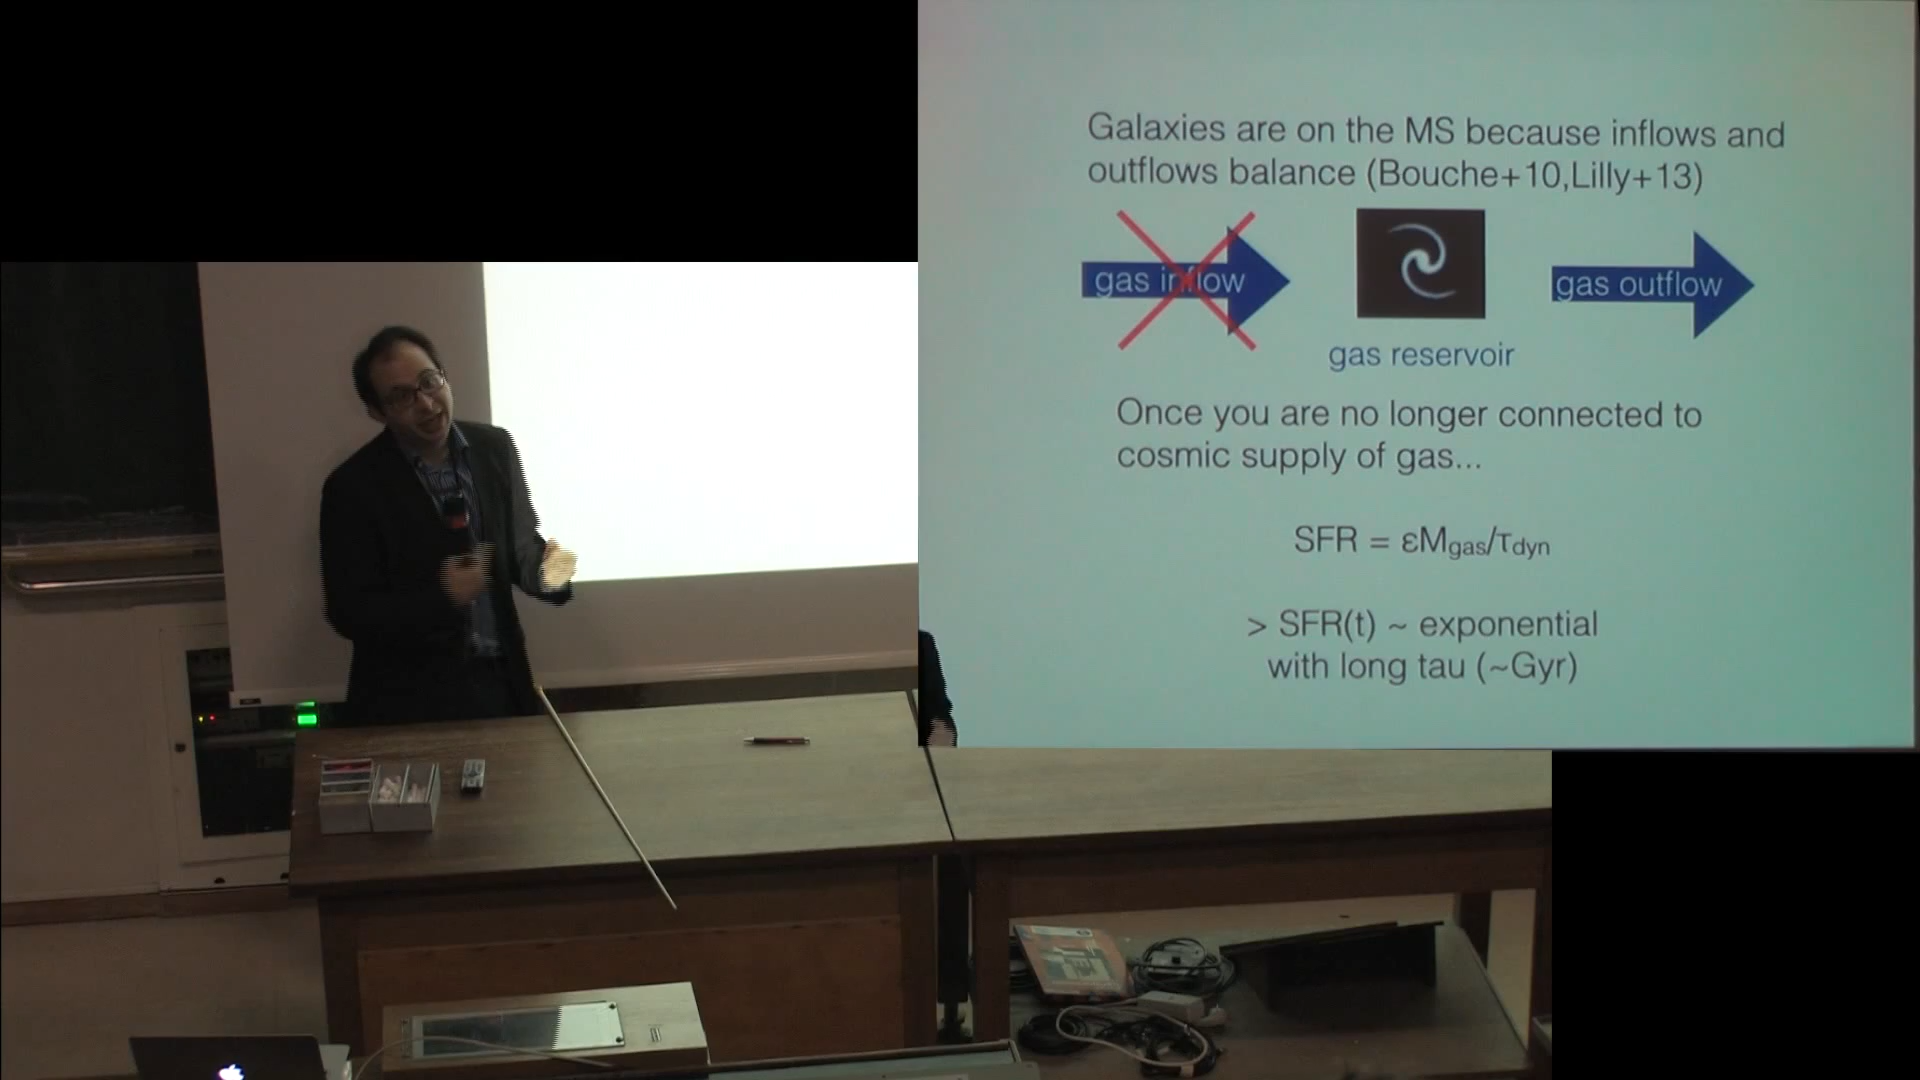 Galaxies are on the MS because inflows and
outflows balance (Bouche+10,Lilly+13)
gas inflow
gas outflow
gas reservoir
Once you are no longer connected to
cosmic supply of gas...
SFR = εMgas/τdyn
> SFR(t) ~ exponential
with long tau (~Gyr)